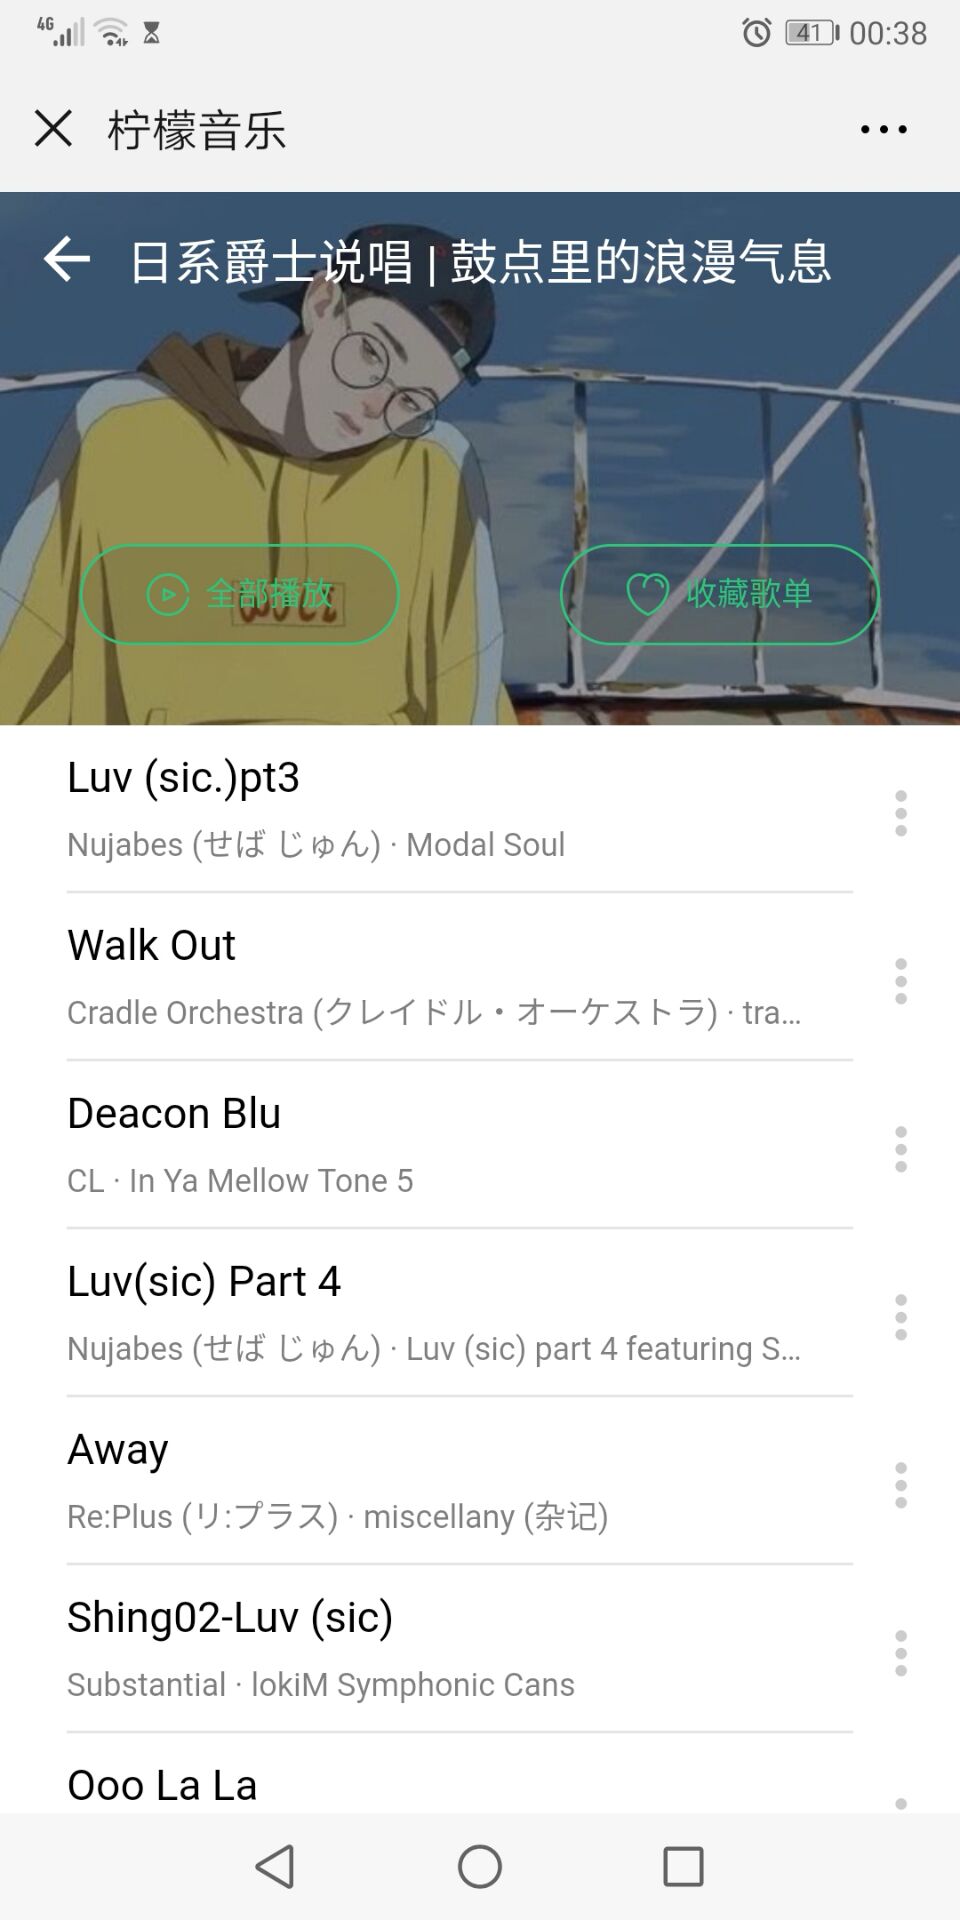 4G 41 00:38
柠檬音乐
日系爵士说唱 | 鼓点里的浪漫气息
全部播放 收藏歌单
Luv (sic.)pt3
Nujabes (せば じゅん) · Modal Soul
Walk Out
Cradle Orchestra (クレイドル・オーケストラ) · tra...
Deacon Blu
CL · In Ya Mellow Tone 5
Luv(sic) Part 4
Nujabes (せば じゅん) · Luv (sic) part 4 featuring S...
Away
Re:Plus (リ:プラス) · miscellany (杂记)
Shing02-Luv (sic)
Substantial · lokiM Symphonic Cans
Ooo La La